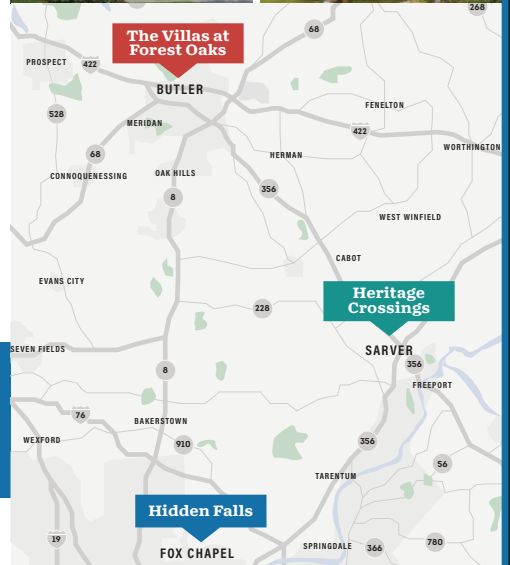 268
The Villas at
Forest Oaks
68
PROSPECT
422
BUTLER
528
FENELTON
MERIDAN
422
WORTHINGTON
68
HERMAN
CONNOQUENESSING
OAK HILLS
356
8
WEST WINFIELD
CABOT
EVANS CITY
Heritage
Crossings
228
SEVEN FIELDS
SARVER
356
8
FREEPORT
76
BAKERSTOWN
WEXFORD
910
356
56
TARENTUM
Hidden Falls
19
FOX CHAPEL
SPRINGDALE
366
780